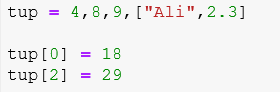 tup = 4,8,9,["Ali",2.3]
tup[0] = 18
tup[2] = 29